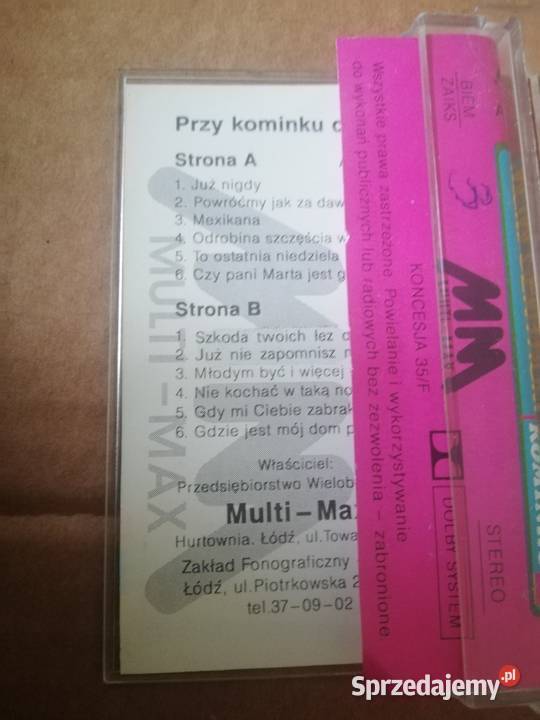 Przy kominku
Strona A
1. Już nigdy
2. Powróćmy jak za daw
3. Mexikana
4. Odrobina szczęścia w
5. To ostatnia niedziela
6. Czy pani Marta jest g
Strona B
1. Szkoda twoich łez
2. Już nie zapomnisz
3. Młodym być i więcej
4. Nie kochać w taką no
5. Gdy mi Ciebie zabrak
6. Gdzie jest mój dom
Właściciel:
Przedsiębiorstwo Wielob
Multi–Max
Hurtownia. Łódź, ul.Towa
Zakład Fonograficzny
Łódź, ul.Piotrkowska 2
tel.37–09–02
MULTI–MAX
BIEM
ZAIKS
MM
MULTI MAX
STEREO
DOLBY SYSTEM
KONCESJA 35/F
Wszystkie prawa zastrzeżone. Powielanie i wykorzystywanie
do wykonań publicznych lub radiowych bez zezwolenia – zabronione
Sprzedajemy.pl